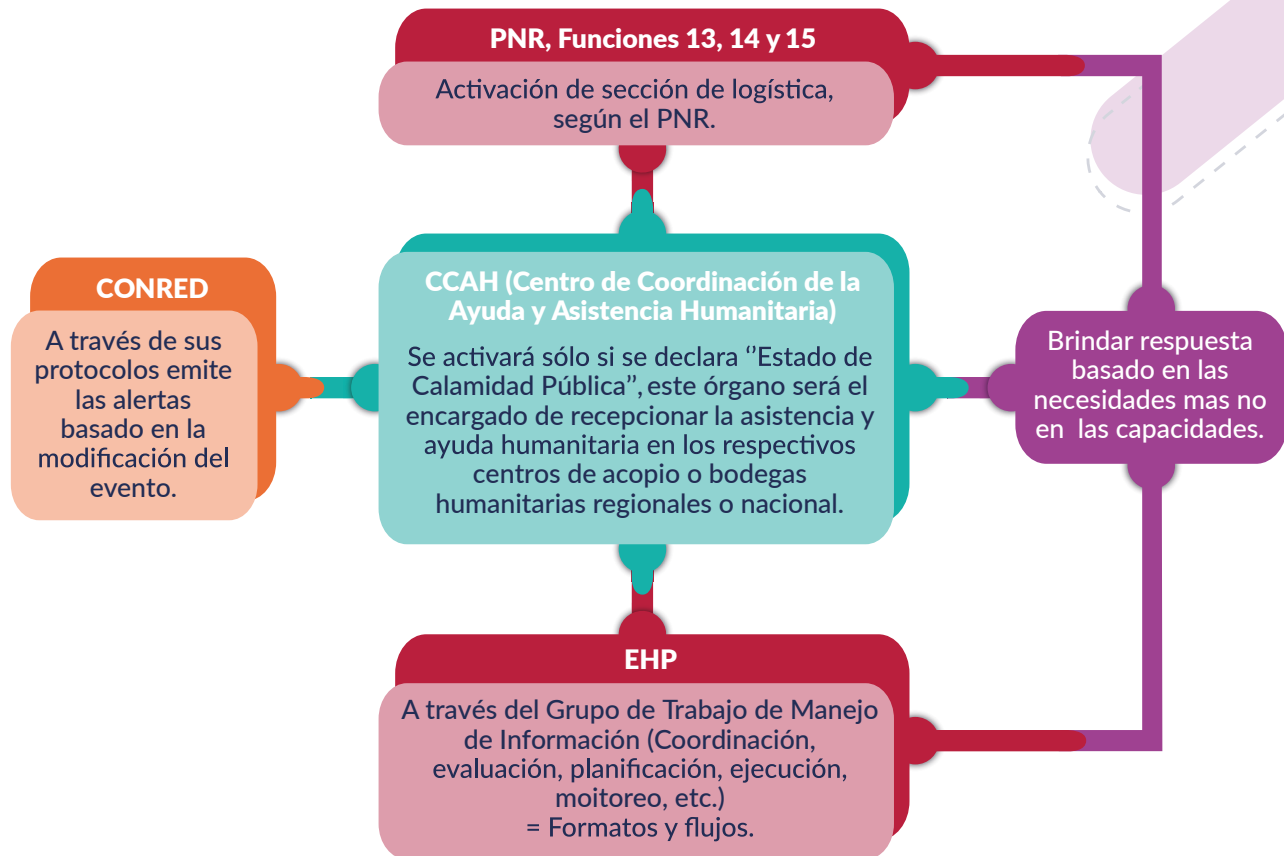 PNR, Funciones 13, 14 y 15
Activación de sección de logística,
según el PNR.
CONRED
A través de sus
protocolos emite
las alertas
basado en la
modificación del
evento.
CCAH (Centro de Coordinación de la
Ayuda y Asistencia Humanitaria)
Se activará sólo si se declara ‘’Estado de
Calamidad Pública’’, este órgano será el
encargado de recepcionar la asistencia y
ayuda humanitaria en los respectivos
centros de acopio o bodegas
humanitarias regionales o nacional.
Brindar respuesta
basado en las
necesidades mas no
en las capacidades.
EHP
A través del Grupo de Trabajo de Manejo
de Información (Coordinación,
evaluación, planificación, ejecución,
moitoreo, etc.)
= Formatos y flujos.